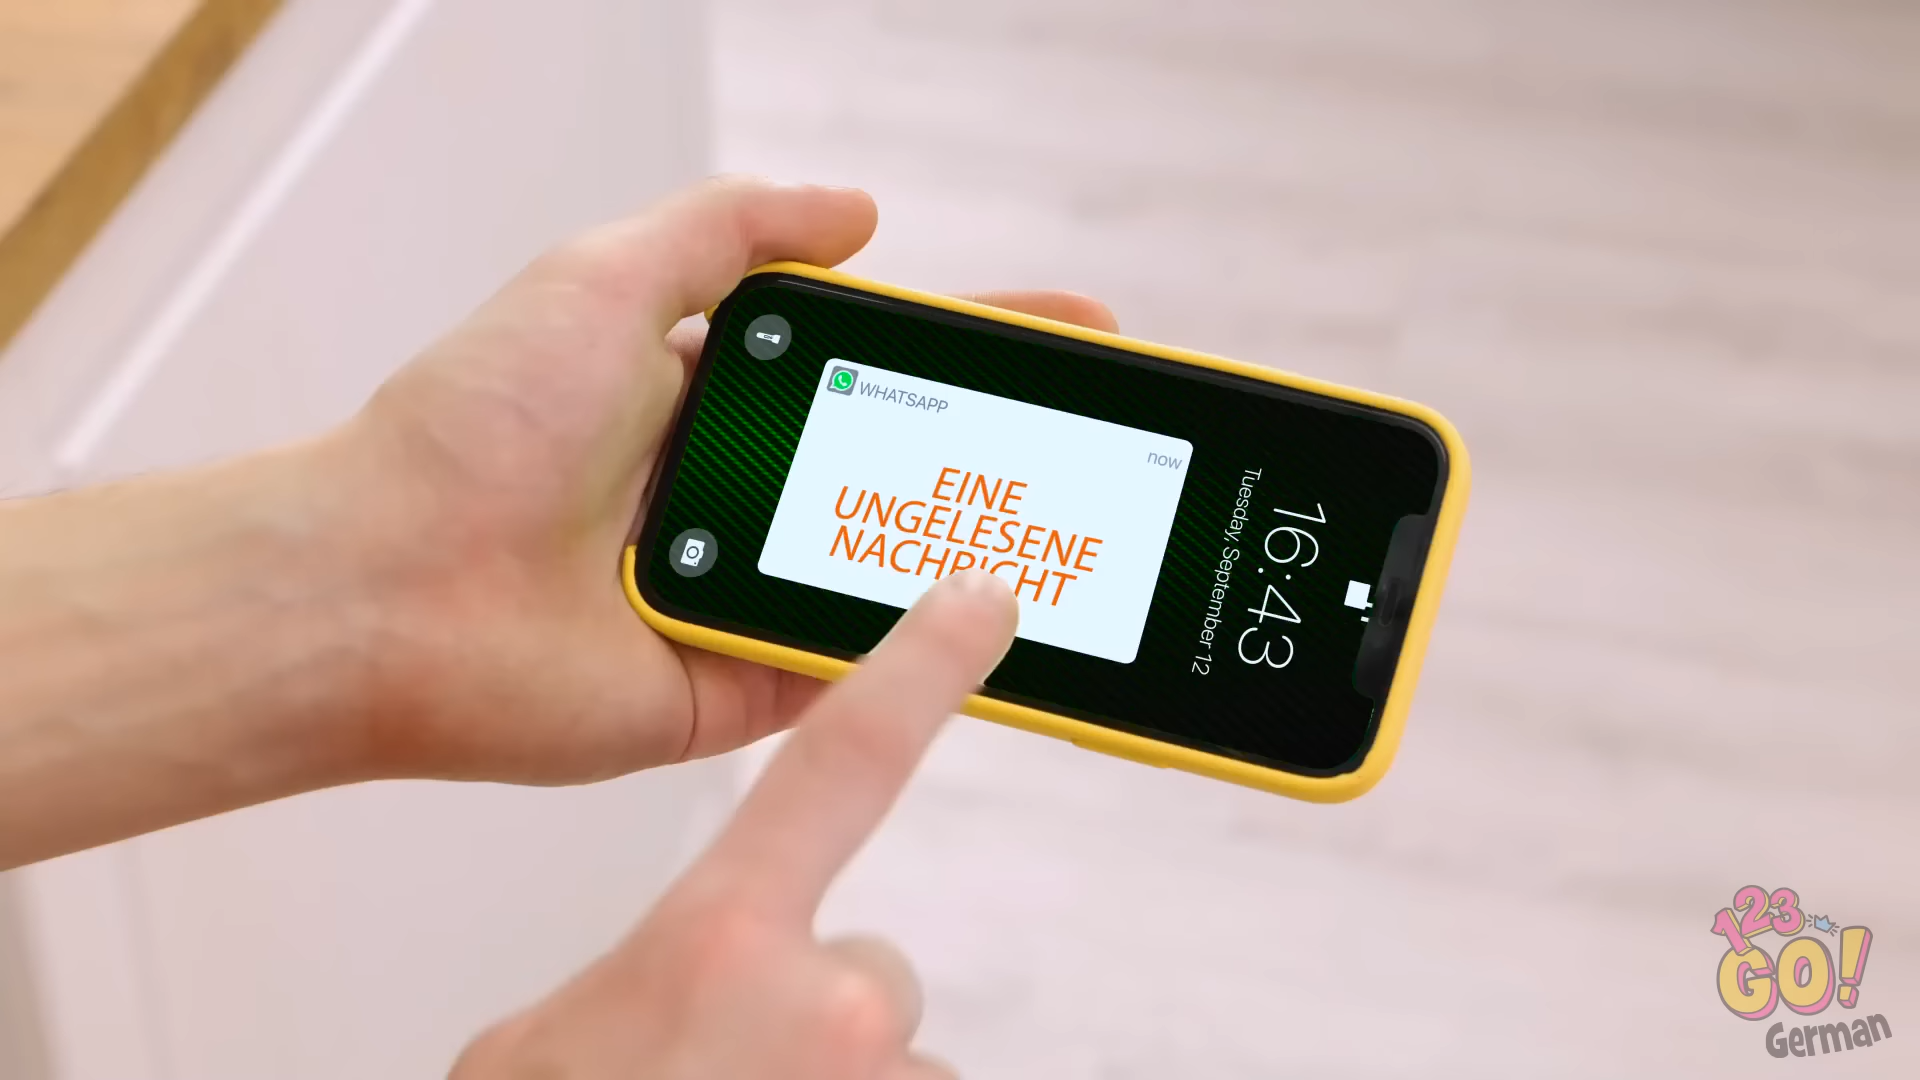 WHATSAPP
now
EINE
UNGELESENE
NACHRICHT
16:43
Tuesday, September 12
123
GO!
German